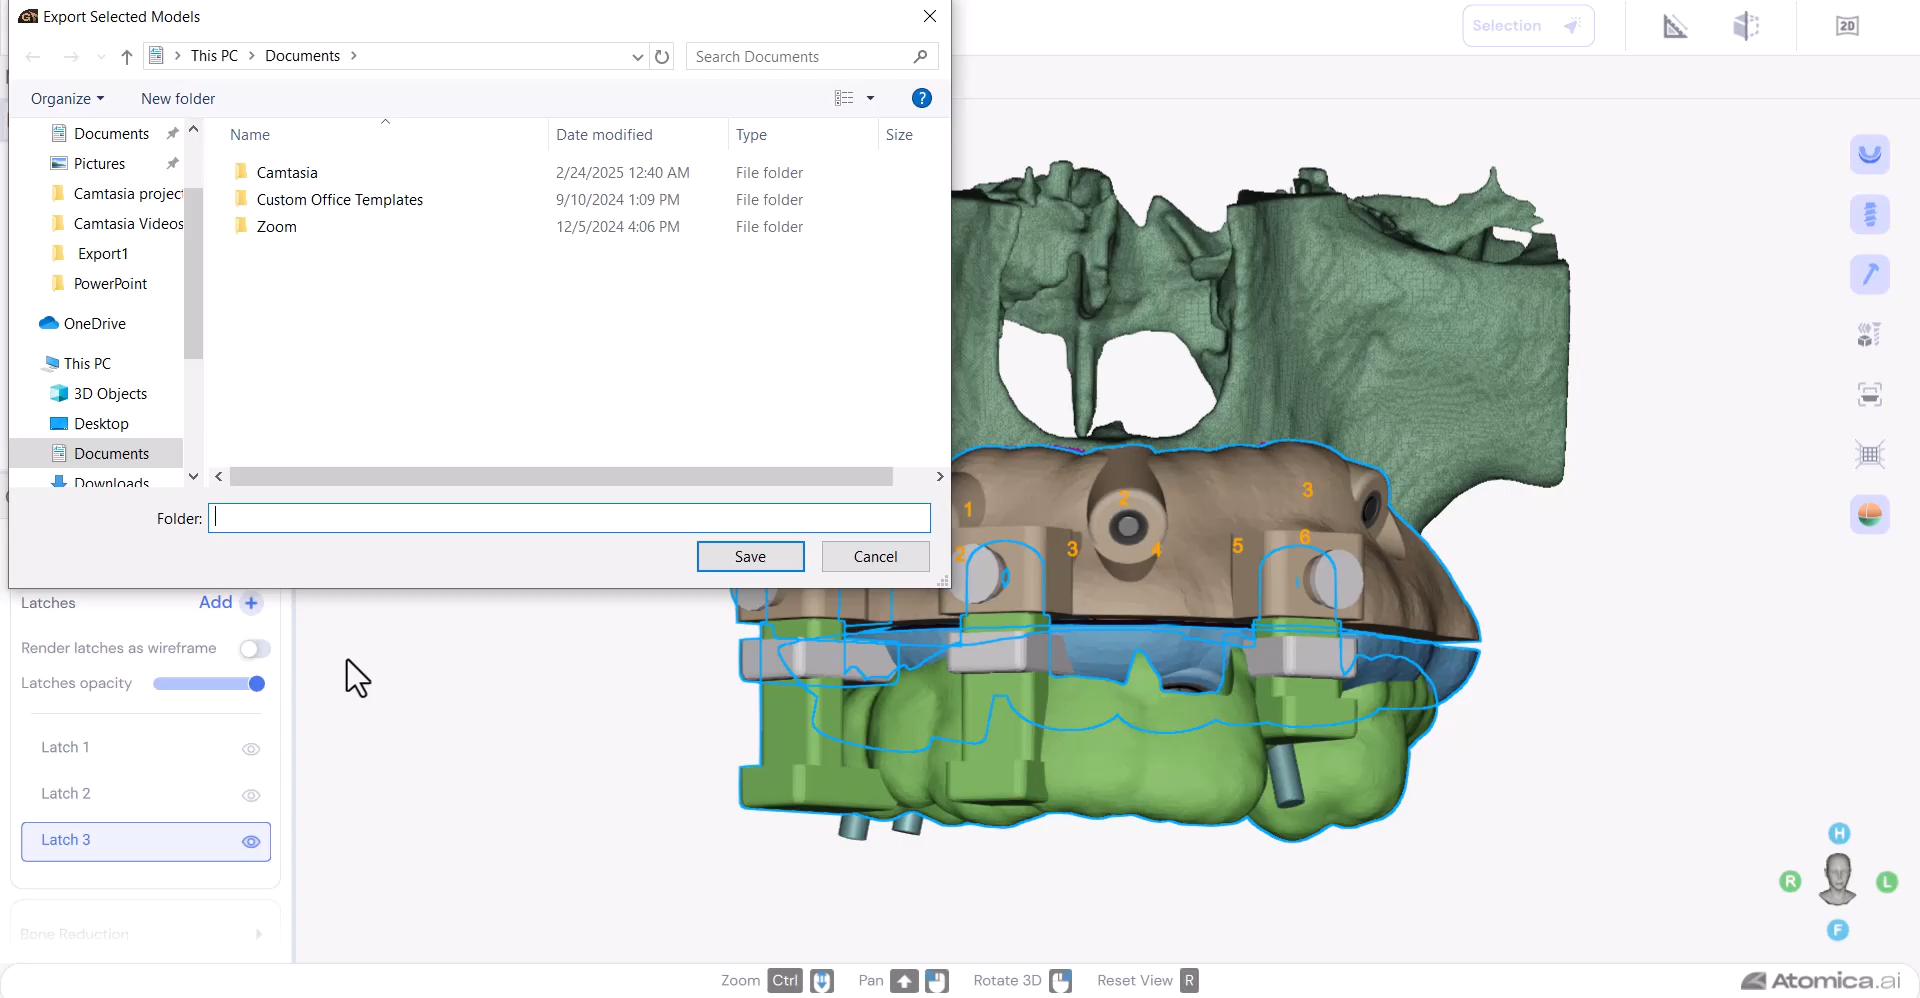 Export Selected Models
Selection
2D
This PC > Documents >
Search Documents
Organize
New folder
?
Name
Date modified
Type
Size
Documents
Pictures
Camtasia project
Camtasia Videos
Export1
PowerPoint
OneDrive
This PC
3D Objects
Desktop
Documents
Downloads
Camtasia 2/24/2025 12:40 AM File folder
Custom Office Templates 9/10/2024 1:09 PM File folder
Zoom 12/5/2024 4:06 PM File folder
Folder:
Save
Cancel
1
2
3
2
3
4
5
6
Latches
Add +
Render latches as wireframe
Latches opacity
Latch 1
Latch 2
Latch 3
Bone Reduction
H
R
L
F
Zoom Ctrl
Pan
Rotate 3D
Reset View R
Atomica.ai